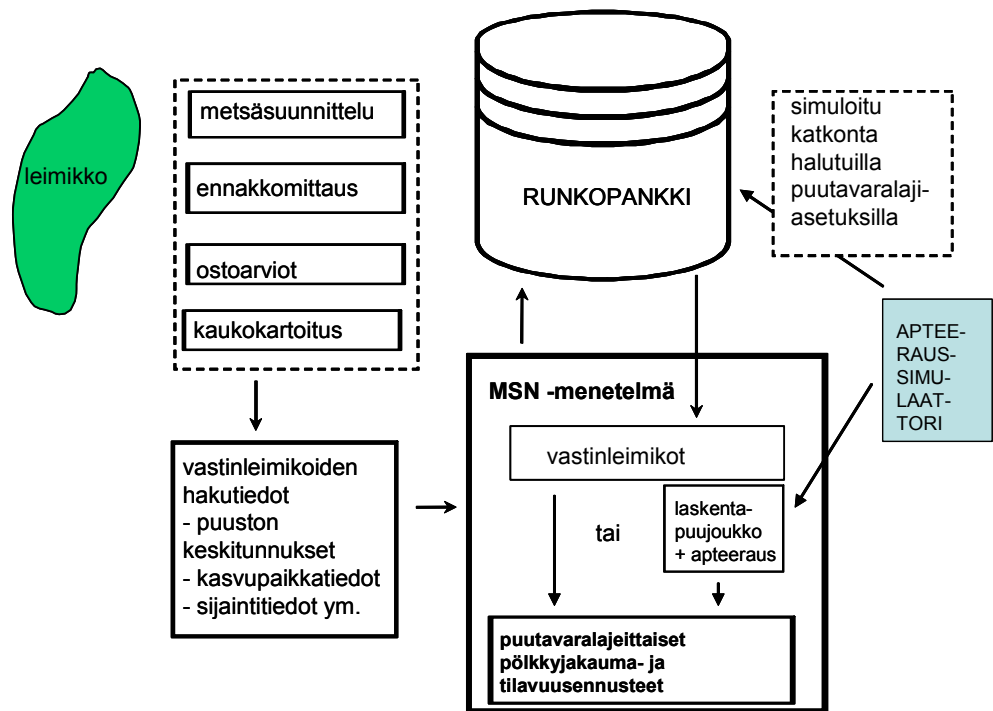 leimikko
metsäsuunnittelu
ennakkomittaus
ostoarviot
kaukokartoitus
RUNKOPANKKI
simuloitu
katkonta
halutuilla
puutavaralaji-
asetuksilla
APTEE-
RAUS-
SIMU-
LAAT-
TORI
vastinleimikoiden
hakutiedot
- puuston
keskitunnukset
- kasvupaikkatiedot
- sijaintitiedot ym.
MSN -menetelmä
vastinleimikot
tai
laskenta-
puujoukko
+ apteeraus
puutavaralajeittaiset
pölkkyjakauma- ja
tilavuusennusteet